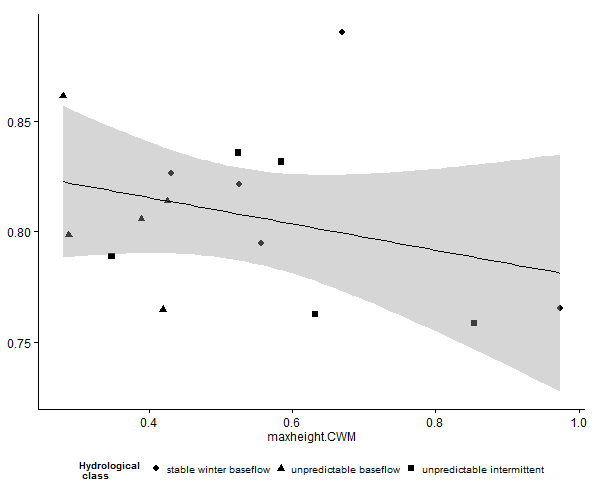 0.85
0.80
0.75
0.4 0.6 0.8 1.0
maxheight.CWM
Hydrological
class
stable winter baseflow unpredictable baseflow unpredictable intermittent